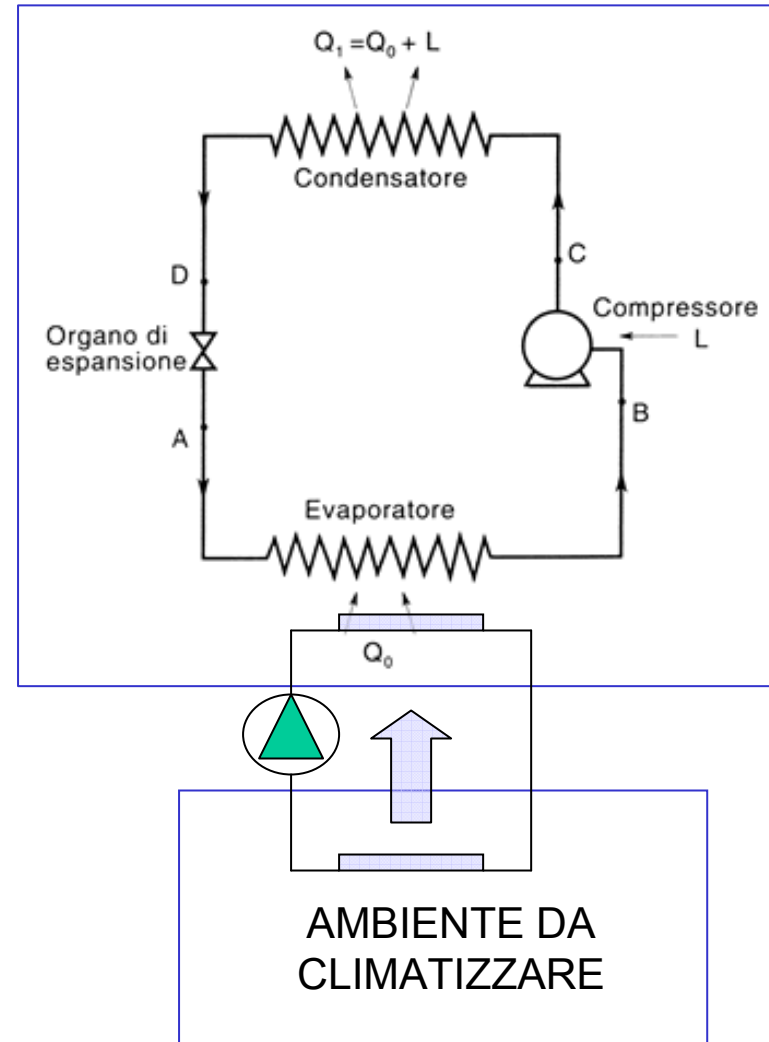 Q₁ =Q₀ + L
Condensatore
D
C
Organo di
espansione
Compressore
L
A
B
Evaporatore
Q₀
AMBIENTE DA
CLIMATIZZARE